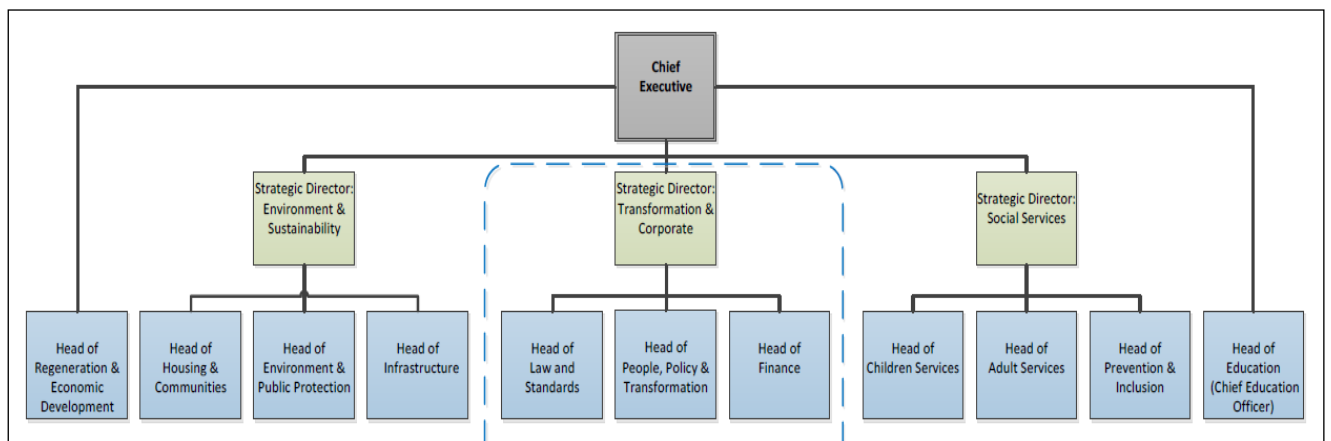 Chief
Executive
Strategic Director:
Environment &
Sustainability
Strategic Director:
Transformation &
Corporate
Strategic Director:
Social Services
Head of
Regeneration &
Economic
Development
Head of
Housing &
Communities
Head of
Environment &
Public Protection
Head of
Infrastructure
Head of
Law and
Standards
Head of
People, Policy &
Transformation
Head of
Finance
Head of
Children Services
Head of
Adult Services
Head of
Prevention &
Inclusion
Head of
Education
(Chief Education
Officer)